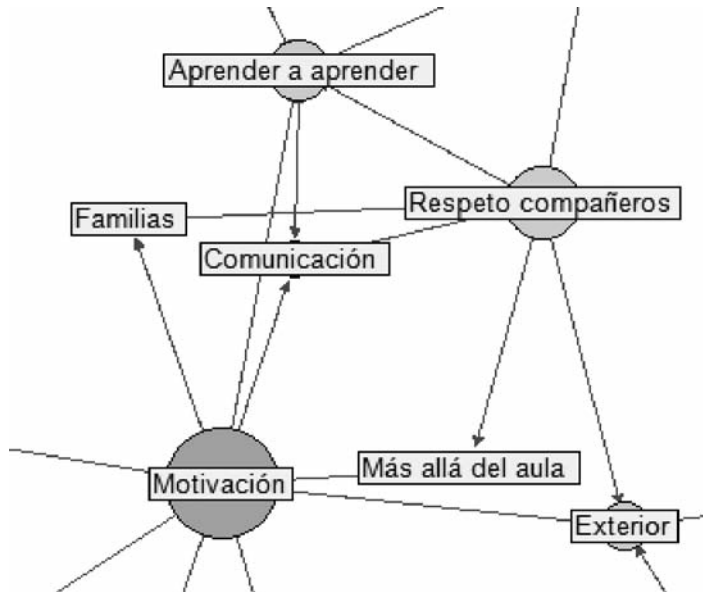 Aprender a aprender
Respeto compañeros
Familias
Comunicación
Más allá del aula
Motivación
Exterior